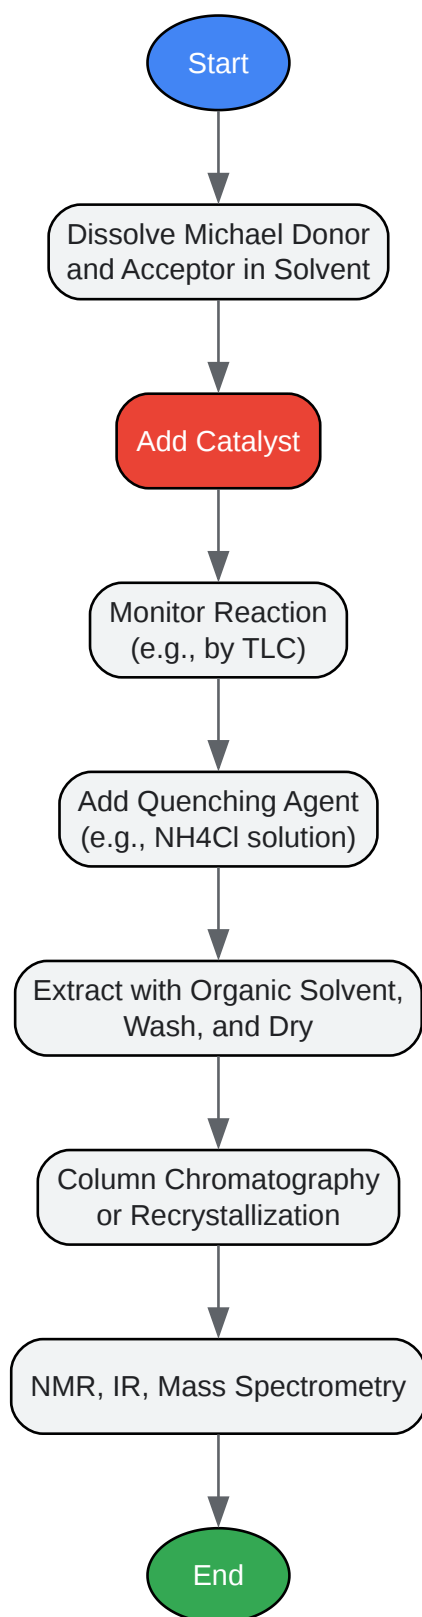 Start
Dissolve Michael Donor
and Acceptor in Solvent
Add Catalyst
Monitor Reaction
(e.g., by TLC)
Add Quenching Agent
(e.g., NH4Cl solution)
Extract with Organic Solvent,
Wash, and Dry
Column Chromatography
or Recrystallization
NMR, IR, Mass Spectrometry
End